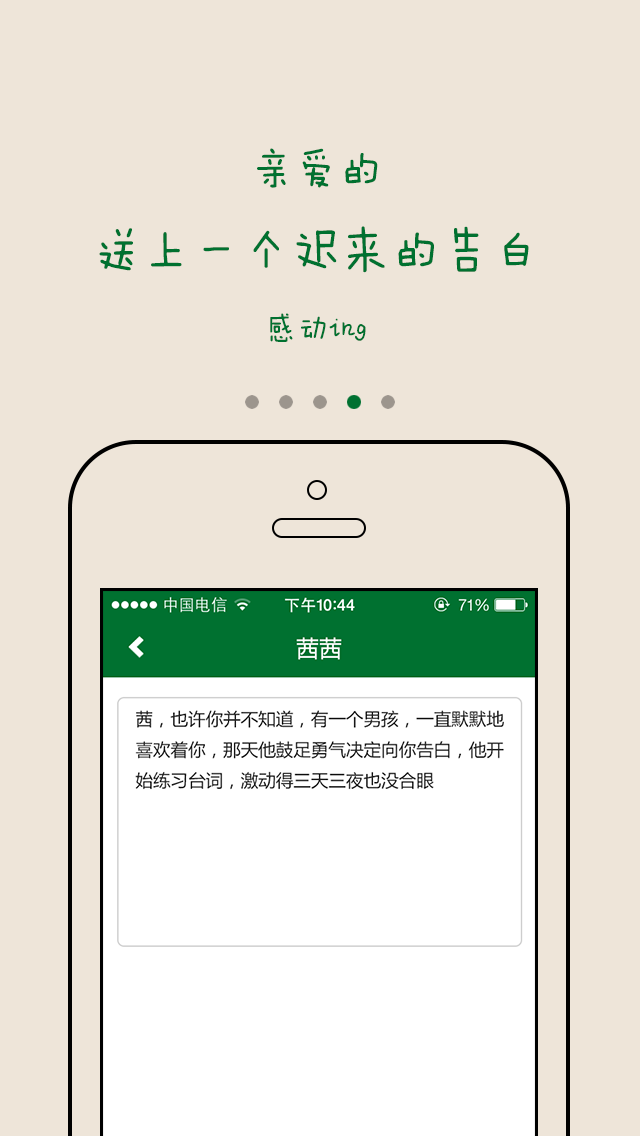 亲爱的
送上一个迟来的告白
感动ing
中国电信 下午10:44 71%
茜茜
茜，也许你并不知道，有一个男孩，一直默默地
喜欢着你，那天他鼓足勇气决定向你告白，他开
始练习台词，激动得三天三夜也没合眼